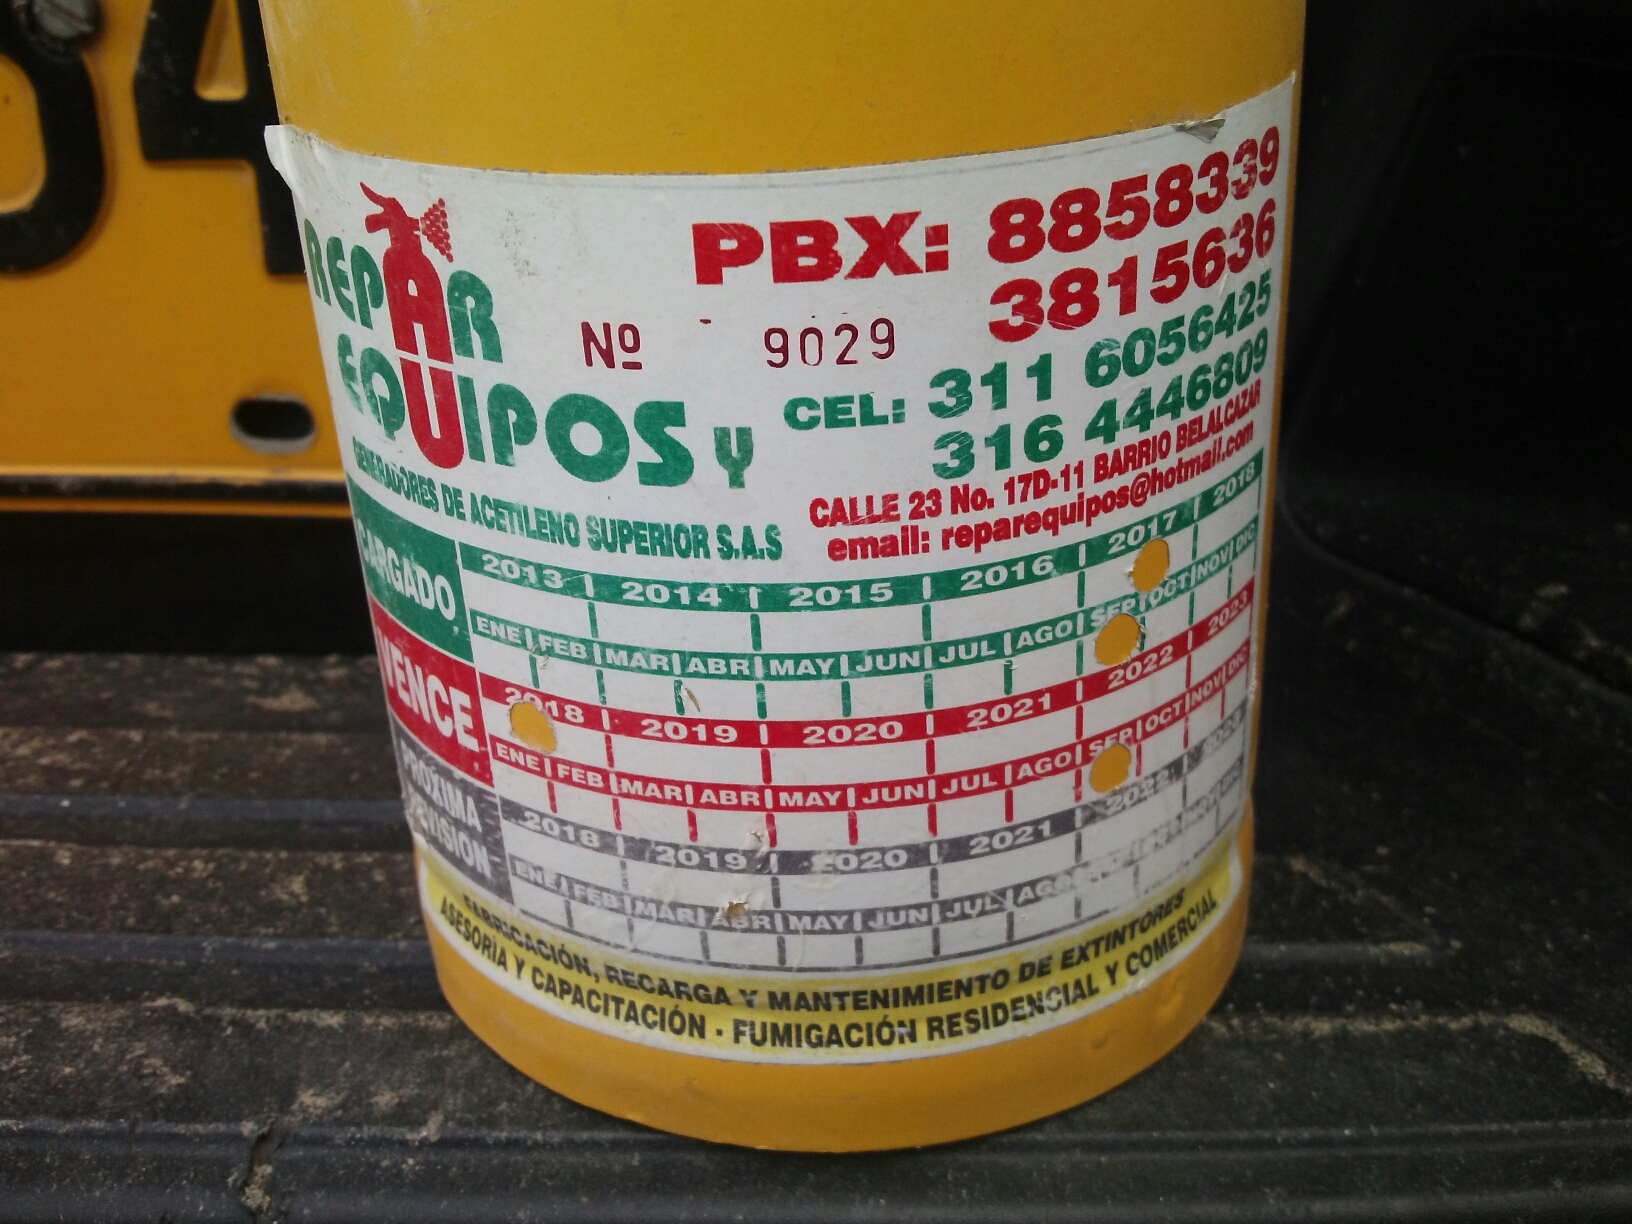 84
PBX: 8858339
3815636
REPAR
EQUIPOS Y
Nº 9029
CEL: 311 6056425
316 4446809
GENERADORES DE ACETILENO SUPERIOR S.A.S
CALLE 23 No. 17D-11 BARRIO BELALCAZAR
email: reparequipos@hotmail.com
CARGADO
2013 2014 2015 2016 2017 2018
ENE FEB MAR ABR MAY JUN JUL AGO SEP OCT NOV DIC
VENCE
2018 2019 2020 2021 2022 2023
ENE FEB MAR ABR MAY JUN JUL AGO SEP OCT NOV DIC
PRÓXIMA
REVISION
2018 2019 2020 2021 2022 2023
ENE FEB MAR ABR MAY JUN JUL AGO
FABRICACIÓN, RECARGA Y MANTENIMIENTO DE EXTINTORES
ASESORÍA Y CAPACITACIÓN - FUMIGACIÓN RESIDENCIAL Y COMERCIAL